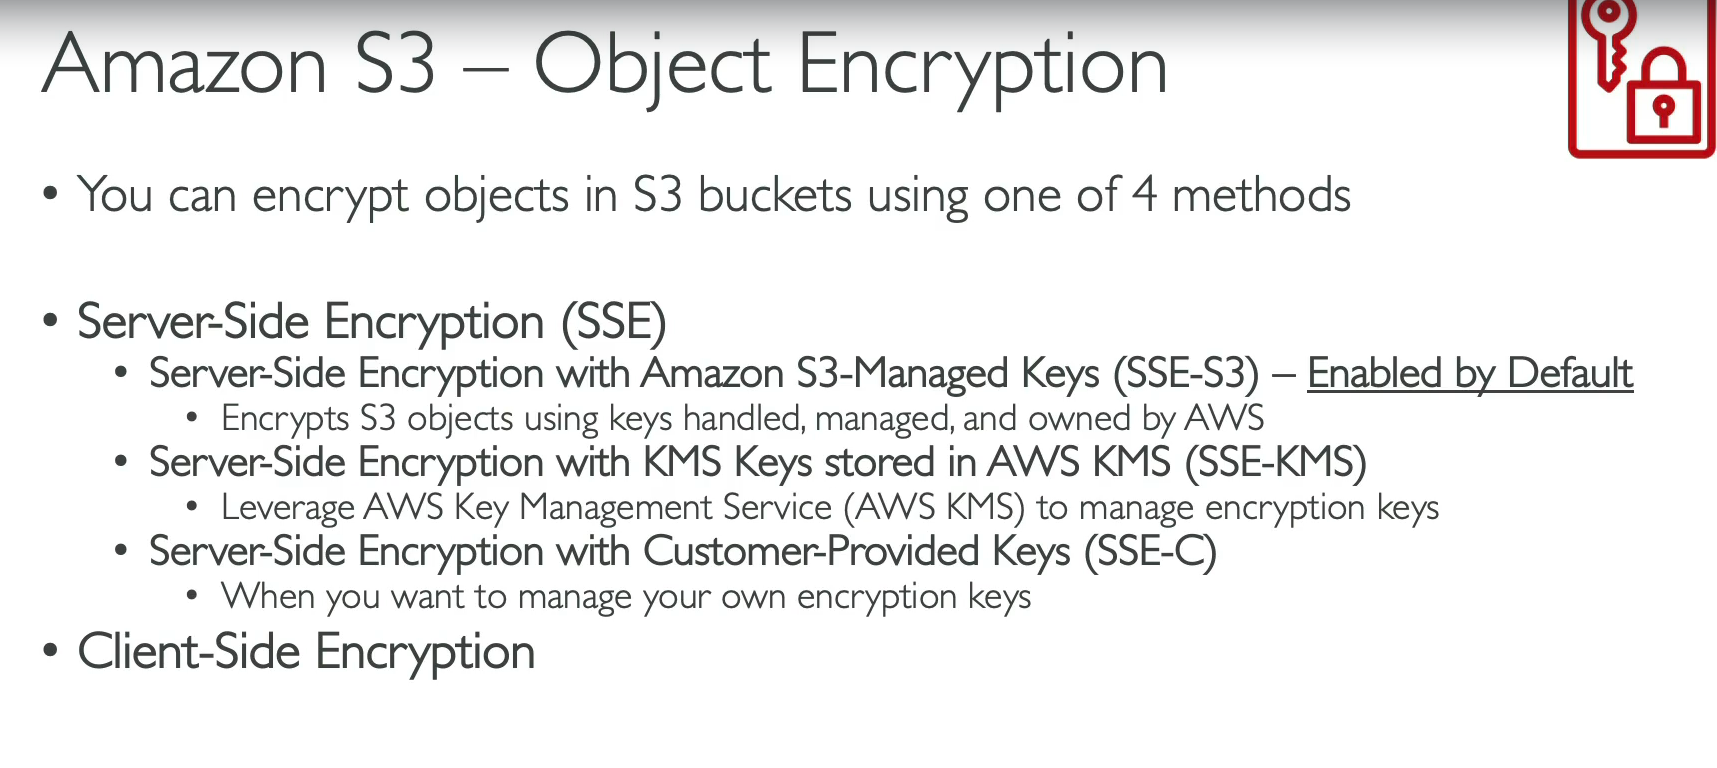 Amazon S3 – Object Encryption
• You can encrypt objects in S3 buckets using one of 4 methods
• Server-Side Encryption (SSE)
• Server-Side Encryption with Amazon S3-Managed Keys (SSE-S3) – Enabled by Default
• Encrypts S3 objects using keys handled, managed, and owned by AWS
• Server-Side Encryption with KMS Keys stored in AWS KMS (SSE-KMS)
• Leverage AWS Key Management Service (AWS KMS) to manage encryption keys
• Server-Side Encryption with Customer-Provided Keys (SSE-C)
• When you want to manage your own encryption keys
• Client-Side Encryption